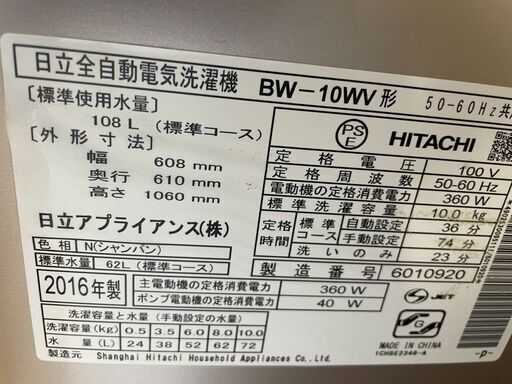 日立全自動電気洗濯機 BW-10WV形 50-60Hz共用
[標準使用水量]
108L (標準コース)
[外形寸法]
幅 608 mm
奥行 610 mm
高さ 1060 mm
日立アプライアンス(株)
色相 N(シャンパン)
標準水量 62L (標準コース)
PS
E
HITACHI
定格電圧 100 V
定格周波数 50-60 Hz
電動機の定格消費電力 360 W
標準洗濯容量 10.0 kg
定格時間 標準コース 自動設定 36分
手動設定 74分
洗いのみ 23分
製造番号 6010920
2016年製
主電動機の定格消費電力 360 W
ポンプ電動機の定格消費電力 40 W
S JET
洗濯容量と水量 (手動設定の水量)
洗濯容量(kg) 0.5 3.5 6.0 8.0 10.0
水量(L) 24 38 52 62 72
製造元 Shanghai Hitachi Household Appliances Co., Ltd.
G
1CHSE2346-A
-p-